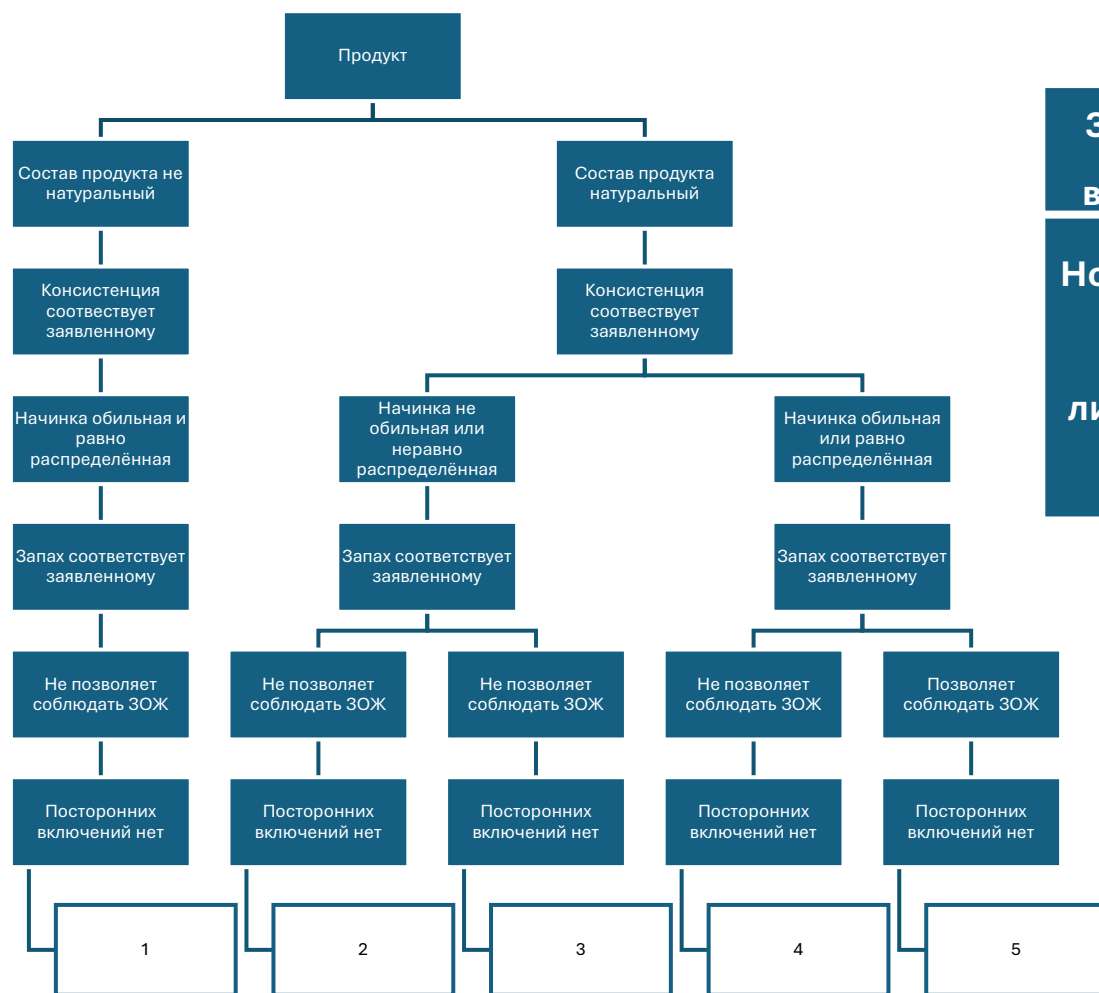 Продукт
Состав продукта не
натуральный
Состав продукта
натуральный
Консистенция
соотвествует
заявленному
Консистенция
соотвествует
заявленному
Начинка обильная и
равно
распределённая
Начинка не
обильная или
неравно
распределённая
Начинка обильная
или равно
распределённая
Запах соответствует
заявленному
Запах соответствует
заявленному
Запах соответствует
заявленному
Не позволяет
соблюдать ЗОЖ
Не позволяет
соблюдать ЗОЖ
Не позволяет
соблюдать ЗОЖ
Не позволяет
соблюдать ЗОЖ
Позволяет
соблюдать ЗОЖ
Посторонних
включений нет
Посторонних
включений нет
Посторонних
включений нет
Посторонних
включений нет
Посторонних
включений нет
1
2
3
4
5